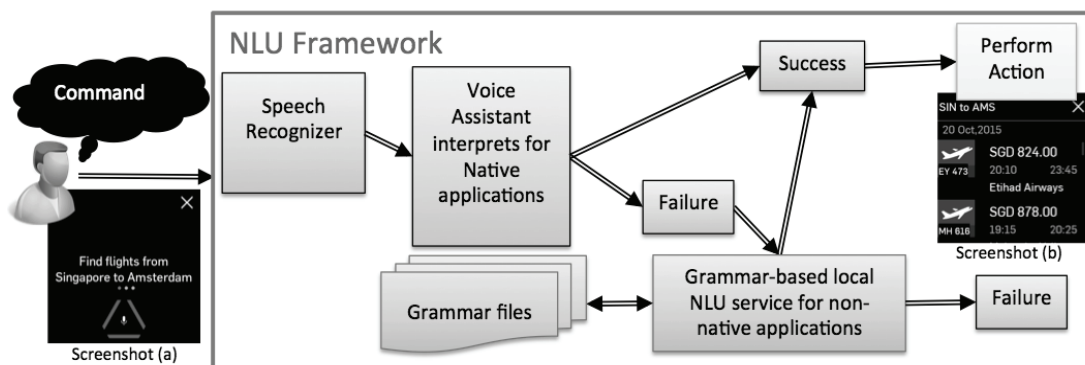 NLU Framework
Command
Find flights from
Singapore to Amsterdam
Screenshot (a)
Speech
Recognizer
Voice
Assistant
interprets for
Native
applications
Success
Failure
Grammar files
Grammar-based local
NLU service for non-
native applications
Failure
Perform
Action
SIN to AMS
20 Oct,2015
SGD 824.00
EY 473
20:10 23:45
Etihad Airways
SGD 878.00
MH 616
19:15 20:25
Screenshot (b)